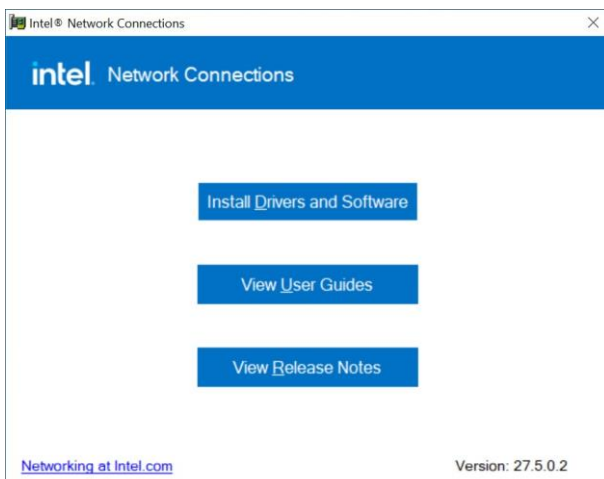 Intel® Network Connections
intel. Network Connections
Install Drivers and Software
View User Guides
View Release Notes
Networking at Intel.com
Version: 27.5.0.2